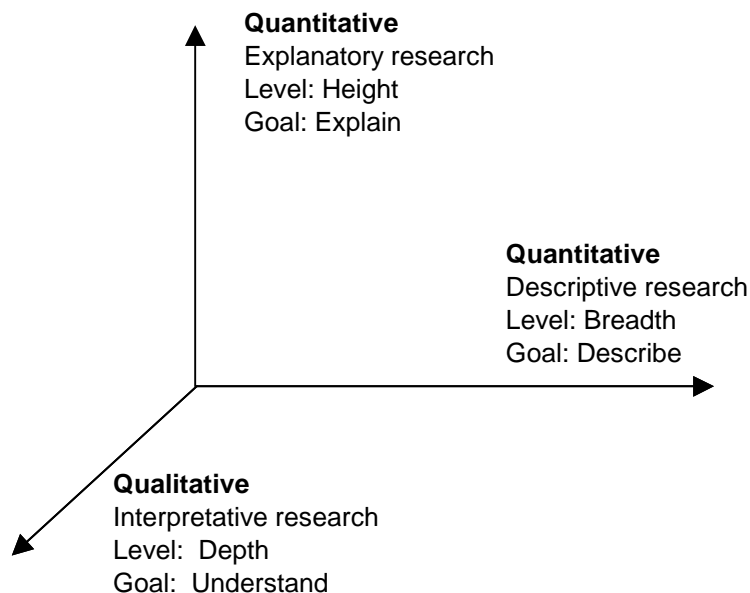 Quantitative
Explanatory research
Level: Height
Goal: Explain
Quantitative
Descriptive research
Level: Breadth
Goal: Describe
Qualitative
Interpretative research
Level:  Depth
Goal:  Understand